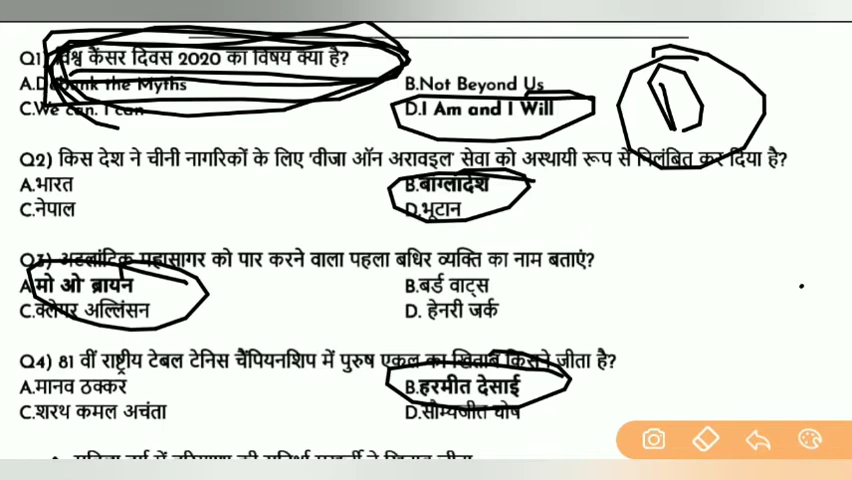 Q1) विश्व कैंसर दिवस 2020 का विषय क्या है?
A.Debunk the Myths B.Not Beyond Us
C.We can. I can D.I Am and I Will
Q2) किस देश ने चीनी नागरिकों के लिए 'वीजा ऑन अरावइल' सेवा को अस्थायी रूप से निलंबित कर दिया है?
A.भारत B.बांग्लादेश
C.नेपाल D.भूटान
Q3) अटलांटिक महासागर को पार करने वाला पहला बधिर व्यक्ति का नाम बताएं?
A.मो ओ ब्रायन B.बर्ड वाट्स
C.क्लेयर अल्लिंसन D. हेनरी जर्क
Q4) 81 वीं राष्ट्रीय टेबल टेनिस चैंपियनशिप में पुरुष एकल का खिताब किसने जीता है?
A.मानव ठक्कर B.हरमीत देसाई
C.शरथ कमल अचंता D.सौम्यजीत घोष